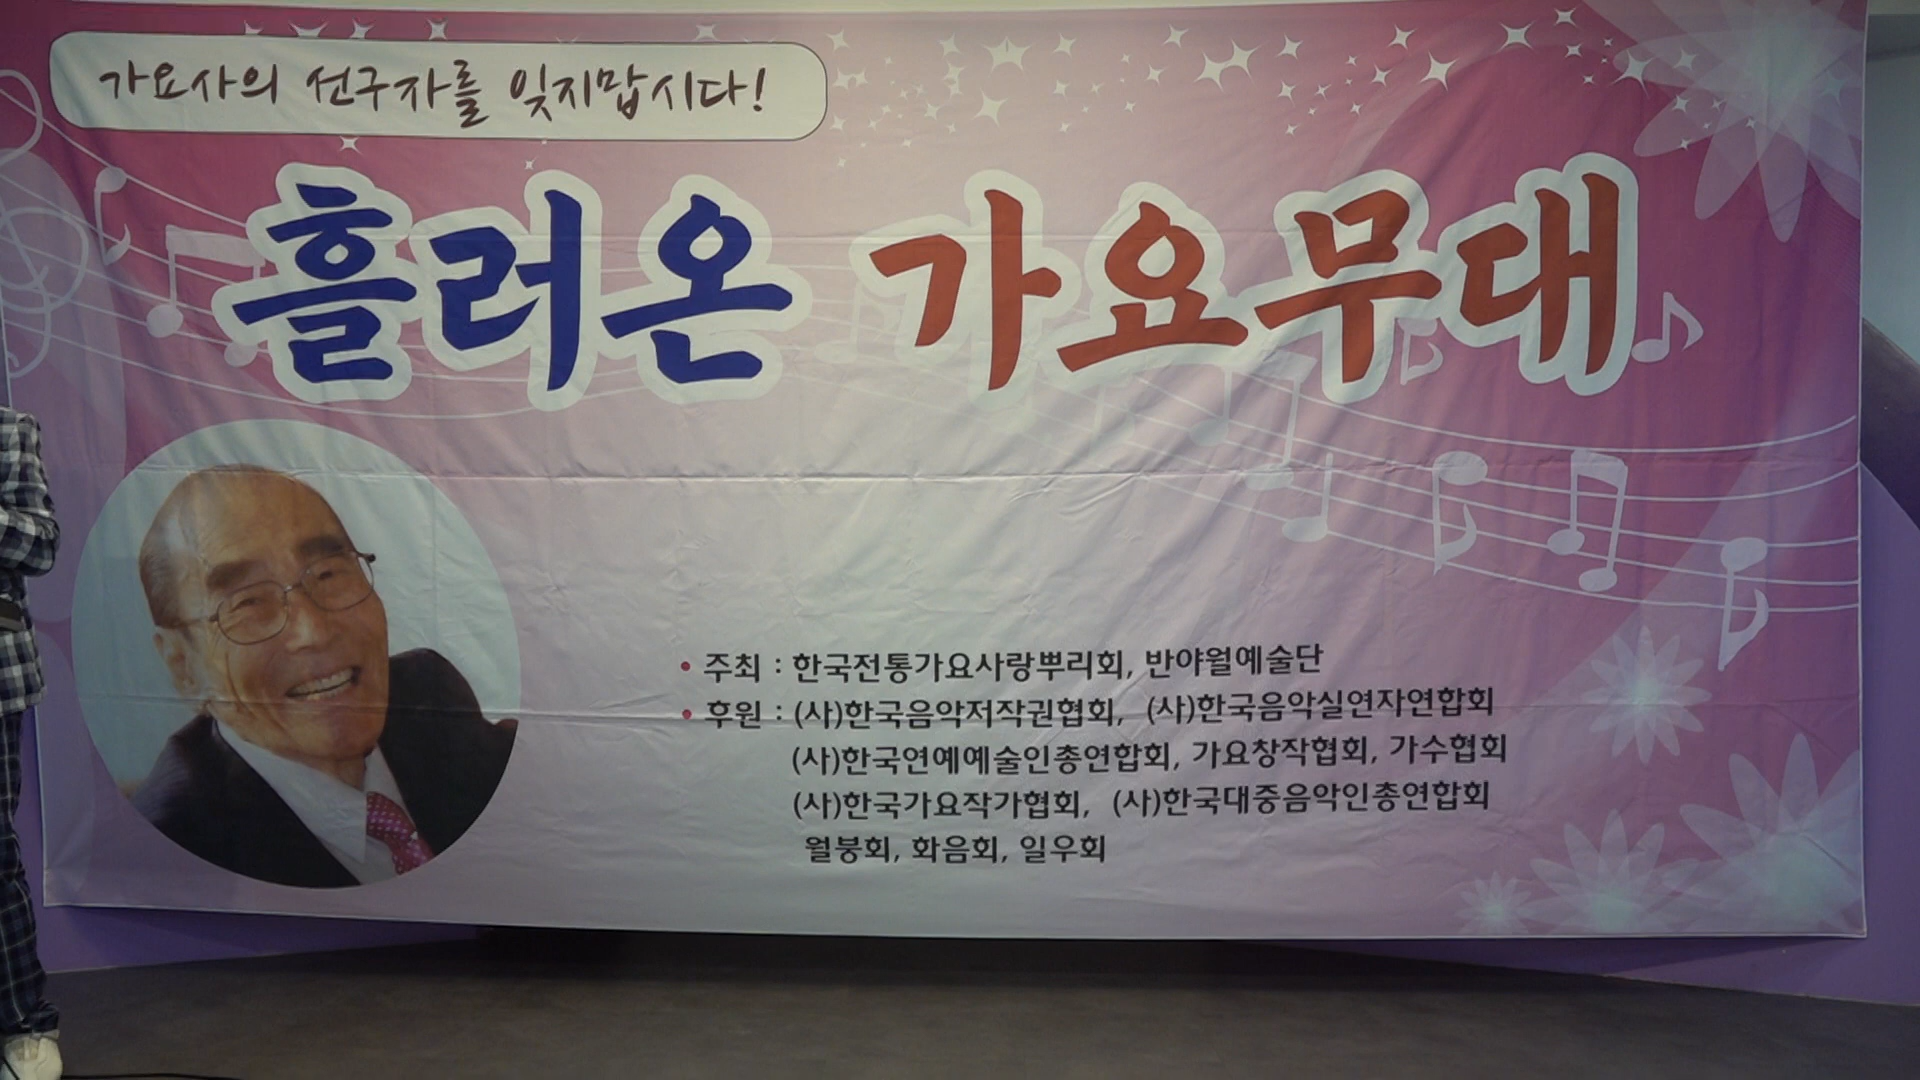 가요사의 선구자를 잊지맙시다!
흘러온 가요무대
• 주최 : 한국전통가요사랑뿌리회, 반야월예술단
• 후원 : (사)한국음악저작권협회, (사)한국음악실연자연합회
(사)한국연예예술인총연합회, 가요창작협회, 가수협회
(사)한국가요작가협회, (사)한국대중음악인총연합회
월봉회, 화음회, 일우회